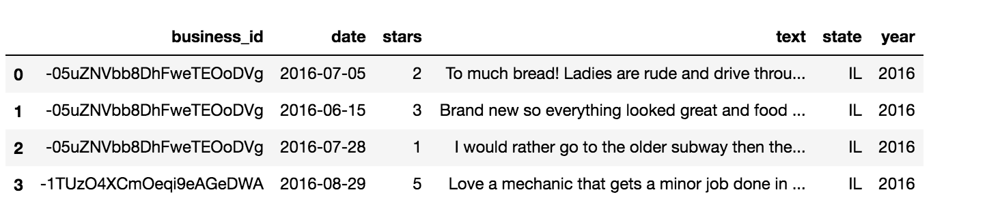 business_id date stars text state year
0 -05uZNVbb8DhFweTEOoDVg 2016-07-05 2 To much bread! Ladies are rude and drive throu... IL 2016
1 -05uZNVbb8DhFweTEOoDVg 2016-06-15 3 Brand new so everything looked great and food ... IL 2016
2 -05uZNVbb8DhFweTEOoDVg 2016-07-28 1 I would rather go to the older subway then the... IL 2016
3 -1TUzO4XCmOeqi9eAGeDWA 2016-08-29 5 Love a mechanic that gets a minor job done in ... IL 2016